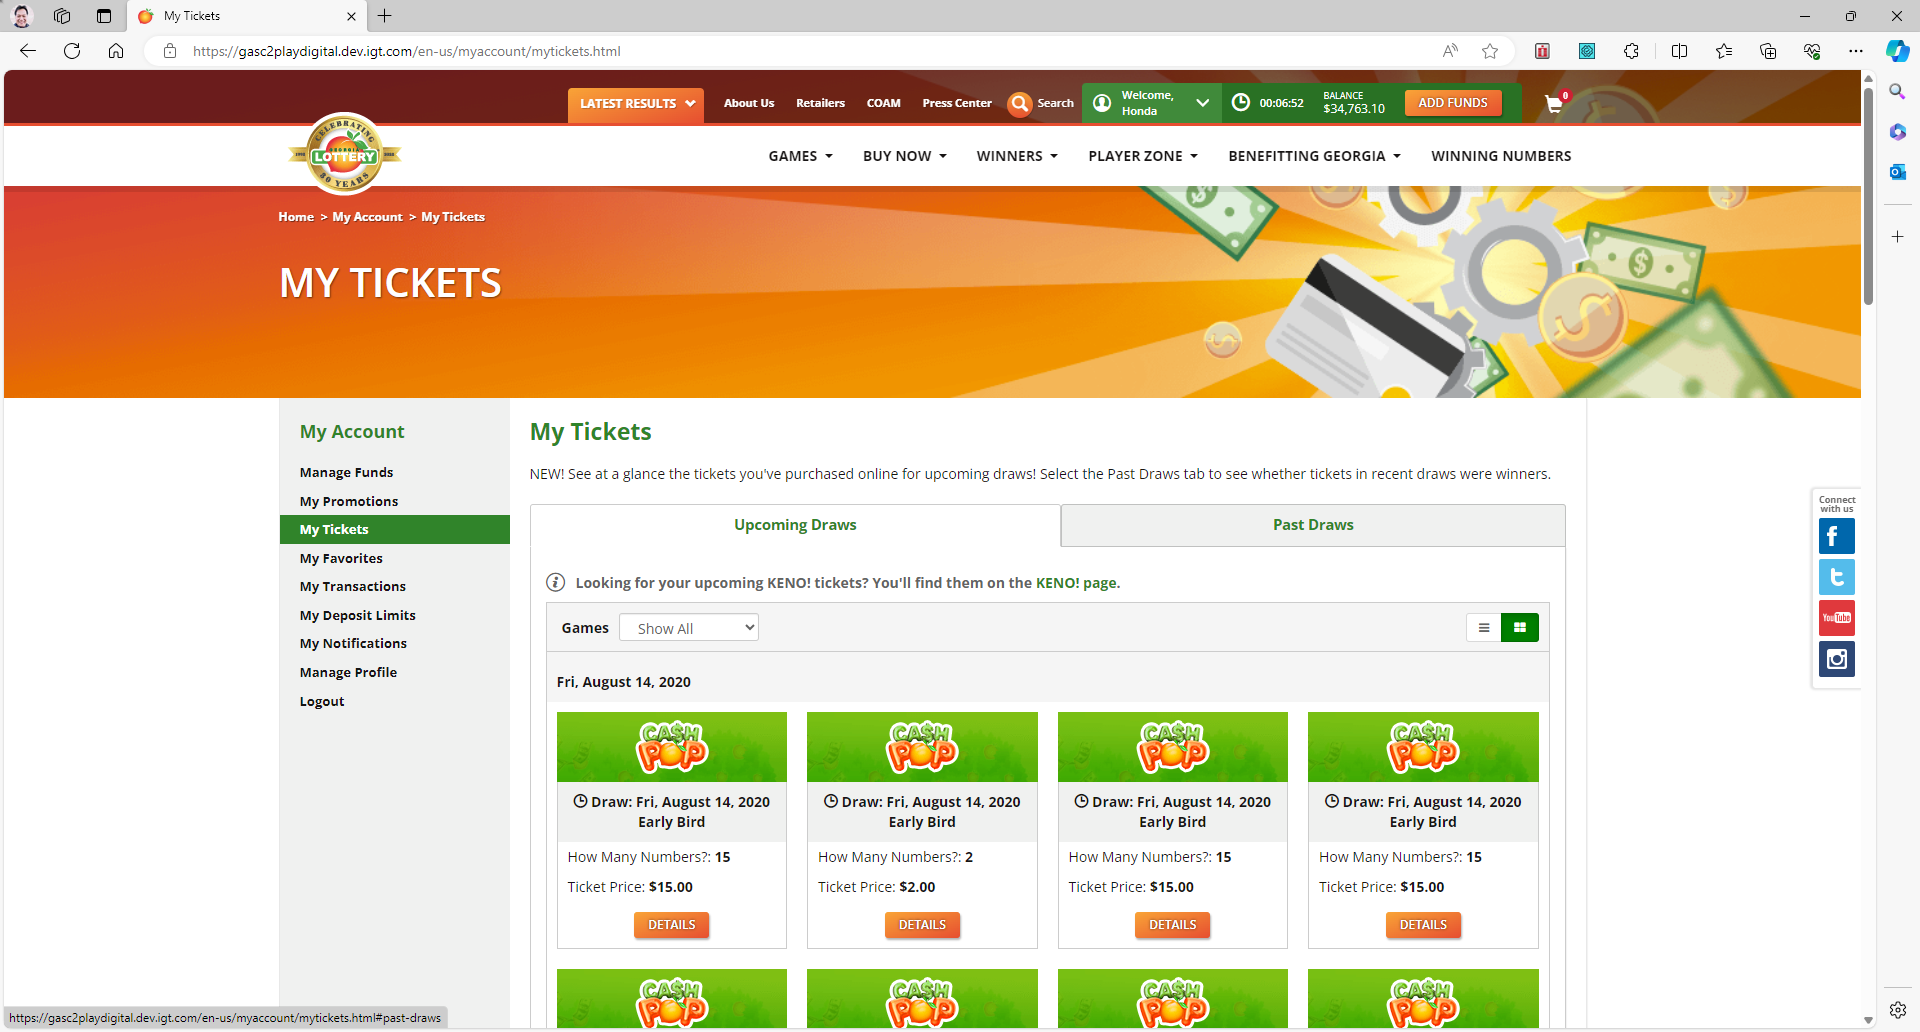 My Tickets
https://gasc2playdigital.dev.igt.com/en-us/myaccount/mytickets.html
LATEST RESULTS
About Us
Retailers
COAM
Press Center
Search
Welcome,
Honda
00:06:52
BALANCE
$34,763.10
ADD FUNDS
0
CELEBRATING
GEORGIA
LOTTERY
30 YEARS
GAMES
BUY NOW
WINNERS
PLAYER ZONE
BENEFITTING GEORGIA
WINNING NUMBERS
Home > My Account > My Tickets
MY TICKETS
My Account
Manage Funds
My Promotions
My Tickets
My Favorites
My Transactions
My Deposit Limits
My Notifications
Manage Profile
Logout
My Tickets
NEW! See at a glance the tickets you've purchased online for upcoming draws! Select the Past Draws tab to see whether tickets in recent draws were winners.
Upcoming Draws
Past Draws
Looking for your upcoming KENO! tickets? You'll find them on the KENO! page.
Games
Show All
Fri, August 14, 2020
CA$H
POP
Draw: Fri, August 14, 2020
Early Bird
How Many Numbers?: 15
Ticket Price: $15.00
DETAILS
CA$H
POP
Draw: Fri, August 14, 2020
Early Bird
How Many Numbers?: 2
Ticket Price: $2.00
DETAILS
CA$H
POP
Draw: Fri, August 14, 2020
Early Bird
How Many Numbers?: 15
Ticket Price: $15.00
DETAILS
CA$H
POP
Draw: Fri, August 14, 2020
Early Bird
How Many Numbers?: 15
Ticket Price: $15.00
DETAILS
CA$H
POP
CA$H
POP
CA$H
POP
CA$H
POP
Connect
with us
YouTube
https://gasc2playdigital.dev.igt.com/en-us/myaccount/mytickets.html#past-draws